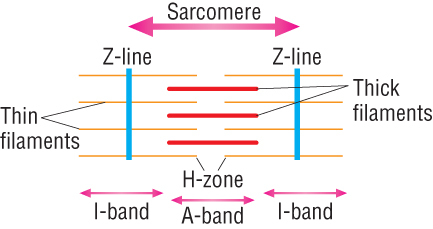 Sarcomere
Z-line
Z-line
Thin
filaments
Thick
filaments
H-zone
I-band
A-band
I-band